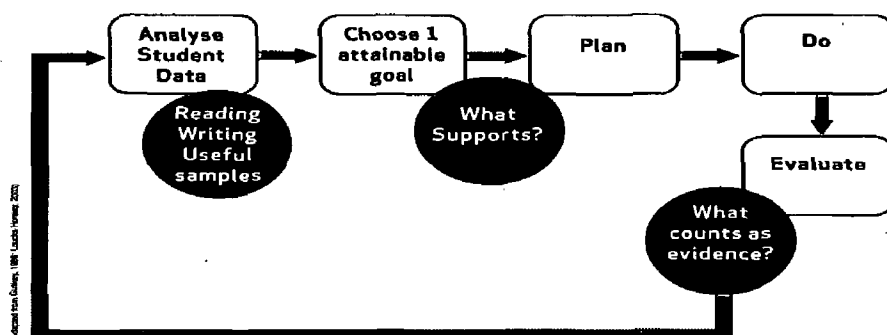 Analyse
Student
Data
Choose 1
attainable
goal
Plan
Do
Reading
Writing
Useful
samples
What
Supports?
Evaluate
What
counts as
evidence?